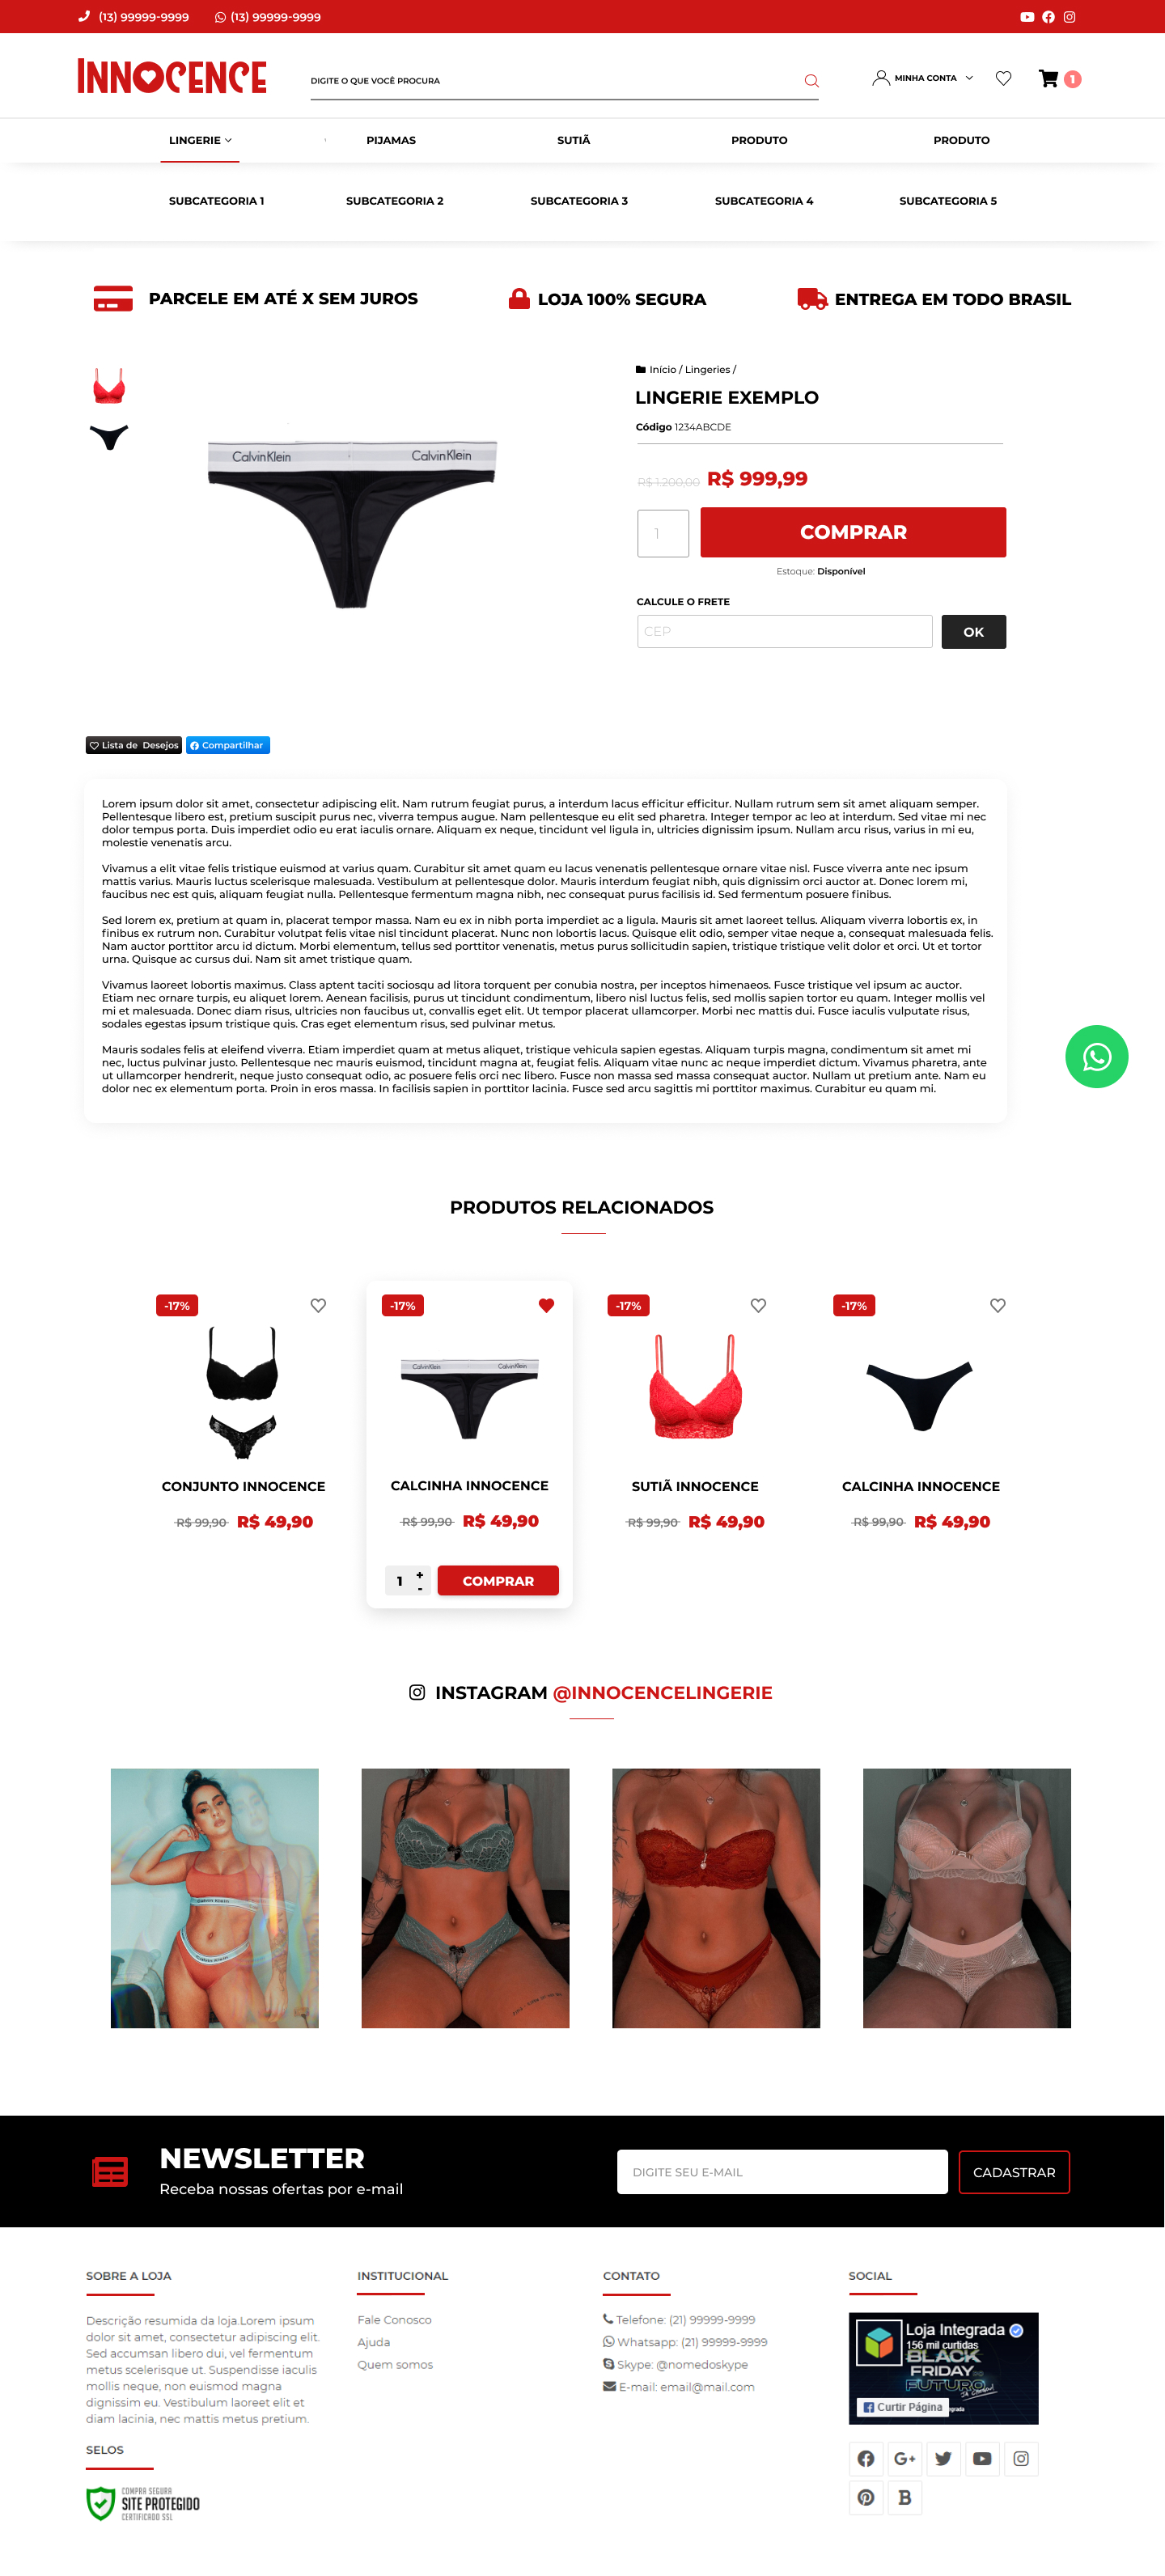 (13) 99999-9999
(13) 99999-9999
INNOCENCE
DIGITE O QUE VOCÊ PROCURA
MINHA CONTA
1
LINGERIE
PIJAMAS
SUTIÃ
PRODUTO
PRODUTO
SUBCATEGORIA 1
SUBCATEGORIA 2
SUBCATEGORIA 3
SUBCATEGORIA 4
SUBCATEGORIA 5
PARCELE EM ATÉ X SEM JUROS
LOJA 100% SEGURA
ENTREGA EM TODO BRASIL
CalvinKlein
CalvinKlein
Início / Lingeries /
LINGERIE EXEMPLO
Código 1234ABCDE
R$ 1.200,00 R$ 999,99
1
COMPRAR
Estoque: Disponível
CALCULE O FRETE
CEP
OK
Lista de Desejos
Compartilhar
Lorem ipsum dolor sit amet, consectetur adipiscing elit. Nam rutrum feugiat purus, a interdum lacus efficitur efficitur. Nullam rutrum sem sit amet aliquam semper.
Pellentesque libero est, pretium suscipit purus nec, viverra tempus augue. Nam pellentesque eu elit sed pharetra. Integer tempor ac leo at interdum. Sed vitae mi nec
dolor tempus porta. Duis imperdiet odio eu erat iaculis ornare. Aliquam ex neque, tincidunt vel ligula in, ultricies dignissim ipsum. Nullam arcu risus, varius in mi eu,
molestie venenatis arcu.
Vivamus a elit vitae felis tristique euismod at varius quam. Curabitur sit amet quam eu lacus venenatis pellentesque ornare vitae nisl. Fusce viverra ante nec ipsum
mattis varius. Mauris luctus scelerisque malesuada. Vestibulum at pellentesque dolor. Mauris interdum feugiat nibh, quis dignissim orci auctor at. Donec lorem mi,
faucibus nec est quis, aliquam feugiat nulla. Pellentesque fermentum magna nibh, nec consequat purus facilisis id. Sed fermentum posuere finibus.
Sed lorem ex, pretium at quam in, placerat tempor massa. Nam eu ex in nibh porta imperdiet ac a ligula. Mauris sit amet laoreet tellus. Aliquam viverra lobortis ex, in
finibus ex rutrum non. Curabitur volutpat felis vitae nisl tincidunt placerat. Nunc non lobortis lacus. Quisque elit odio, semper vitae neque a, consequat malesuada felis.
Nam auctor porttitor arcu id dictum. Morbi elementum, tellus sed porttitor venenatis, metus purus sollicitudin sapien, tristique tristique velit dolor et orci. Ut et tortor
urna. Quisque ac cursus dui. Nam sit amet tristique quam.
Vivamus laoreet lobortis maximus. Class aptent taciti sociosqu ad litora torquent per conubia nostra, per inceptos himenaeos. Fusce tristique vel ipsum ac auctor.
Etiam nec ornare turpis, eu aliquet lorem. Aenean facilisis, purus ut tincidunt condimentum, libero nisl luctus felis, sed mollis sapien tortor eu quam. Integer mollis vel
mi et malesuada. Donec diam risus, ultricies non faucibus ut, convallis eget elit. Ut tempor placerat ullamcorper. Morbi nec mattis dui. Fusce iaculis vulputate risus,
sodales egestas ipsum tristique quis. Cras eget elementum risus, sed pulvinar metus.
Mauris sodales felis at eleifend viverra. Etiam imperdiet quam at metus aliquet, tristique vehicula sapien egestas. Aliquam turpis magna, condimentum sit amet mi
nec, luctus pulvinar justo. Pellentesque nec mauris euismod, tincidunt magna at, feugiat felis. Aliquam vitae nunc ac neque imperdiet dictum. Vivamus pharetra, ante
ut ullamcorper hendrerit, neque justo consequat odio, ac posuere felis orci nec libero. Fusce non massa sed massa consequat auctor. Nullam ut pretium ante. Nam eu
dolor nec ex elementum porta. Proin in eros massa. In facilisis sapien in porttitor lacinia. Fusce sed arcu sagittis mi porttitor maximus. Curabitur eu quam mi.
PRODUTOS RELACIONADOS
-17%
-17%
-17%
-17%
CalvinKlein
CalvinKlein
CONJUNTO INNOCENCE
CALCINHA INNOCENCE
SUTIÃ INNOCENCE
CALCINHA INNOCENCE
R$ 99,90 R$ 49,90
R$ 99,90 R$ 49,90
R$ 99,90 R$ 49,90
R$ 99,90 R$ 49,90
1 + -
COMPRAR
INSTAGRAM @INNOCENCELINGERIE
NEWSLETTER
Receba nossas ofertas por e-mail
DIGITE SEU E-MAIL
CADASTRAR
SOBRE A LOJA
Descrição resumida da loja.Lorem ipsum
dolor sit amet, consectetur adipiscing elit.
Sed accumsan libero dui, vel fermentum
metus scelerisque ut. Suspendisse iaculis
mollis neque, non euismod magna
dignissim eu. Vestibulum laoreet elit et
diam lacinia, nec mattis metus pretium.
SELOS
COMPRA SEGURA
SITE PROTEGIDO
CERTIFICADO SSL
INSTITUCIONAL
Fale Conosco
Ajuda
Quem somos
CONTATO
Telefone: (21) 99999-9999
Whatsapp: (21) 99999-9999
Skype: @nomedoskype
E-mail: email@mail.com
SOCIAL
Loja Integrada
156 mil curtidas
BLACK
FRIDAY
FUTURO
Curtir Página